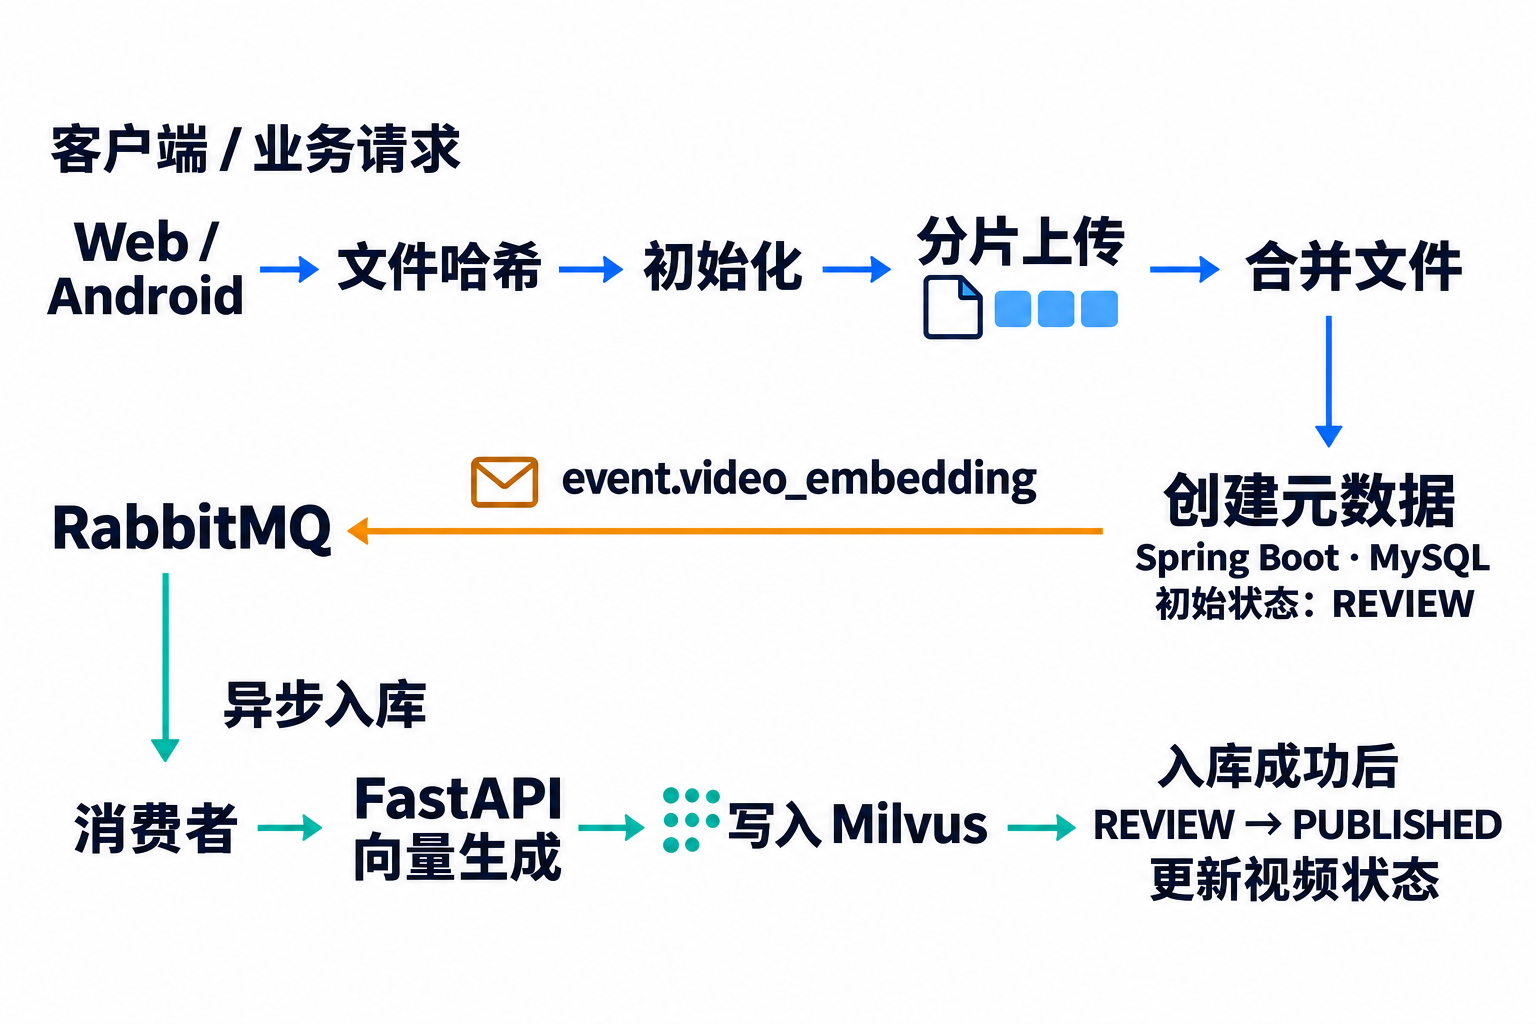 客户端 / 业务请求
Web /
Android
文件哈希
初始化
分片上传
合并文件
event.video_embedding
RabbitMQ
创建元数据
Spring Boot · MySQL
初始状态：REVIEW
异步入库
消费者
FastAPI
向量生成
写入 Milvus
入库成功后
REVIEW → PUBLISHED
更新视频状态